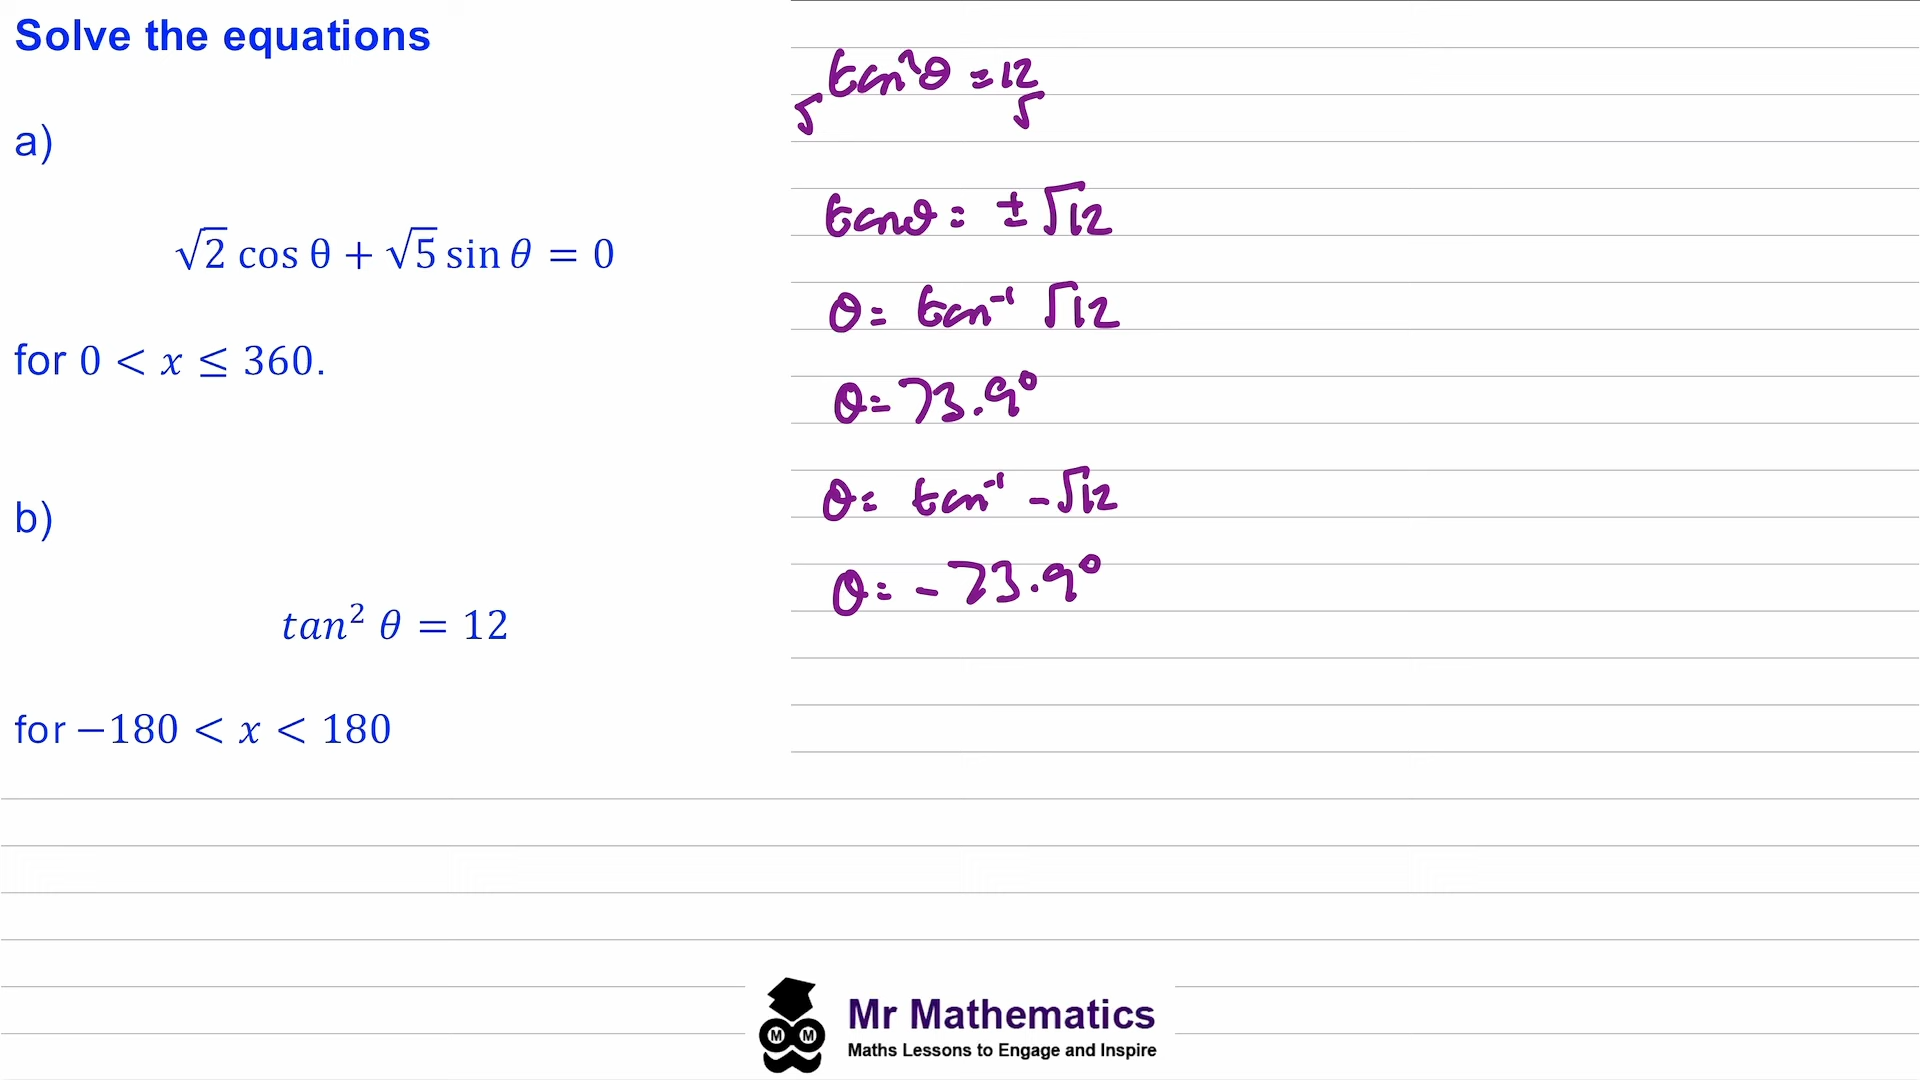 Solve the equations
a)
√2 cos θ + √5 sin θ = 0
for 0 < x ≤ 360.
b)
tan² θ = 12
for −180 < x < 180
tan²θ = 12
√ √
tanθ = ± √12
θ = tan⁻¹ √12
θ = 73.9°
θ = tan⁻¹ -√12
θ = -73.9°
M M
Mr Mathematics
Maths Lessons to Engage and Inspire